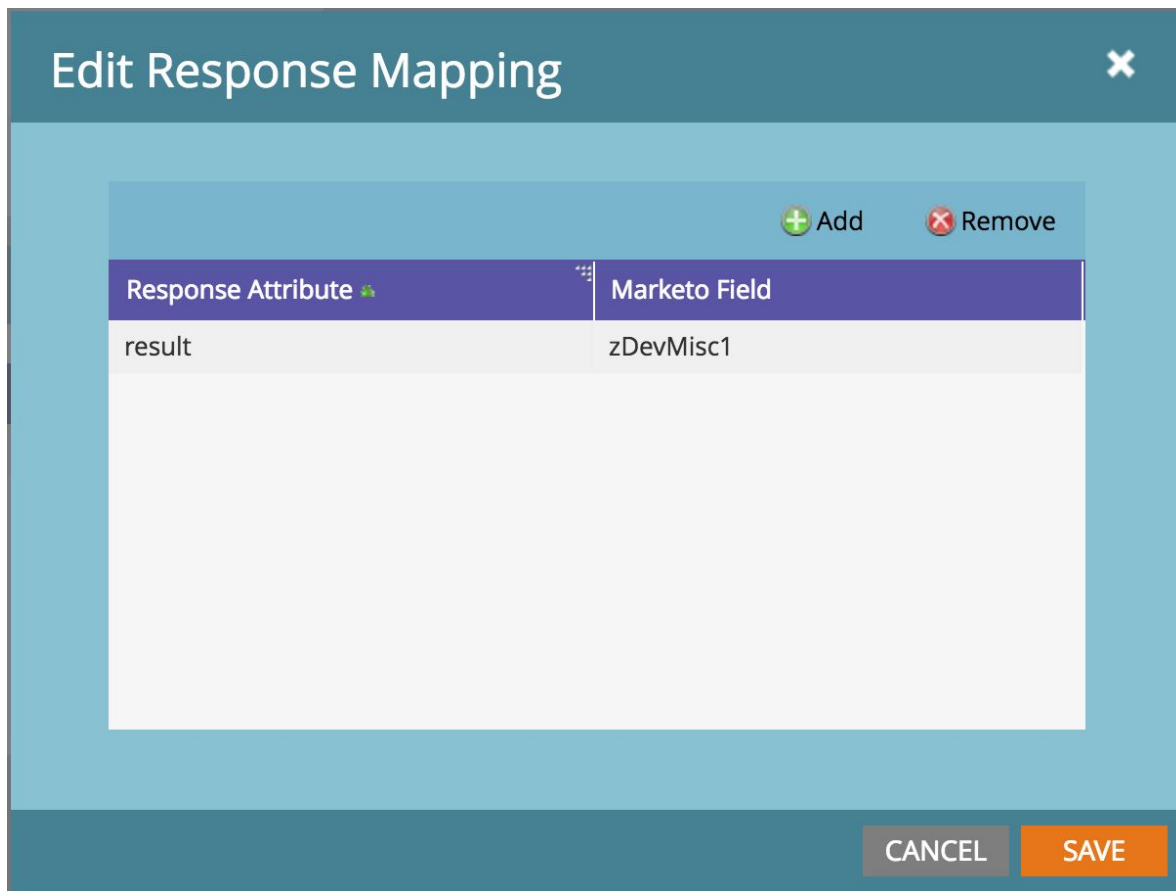 Edit Response Mapping
Add Remove
Response Attribute Marketo Field
result zDevMisc1
CANCEL SAVE